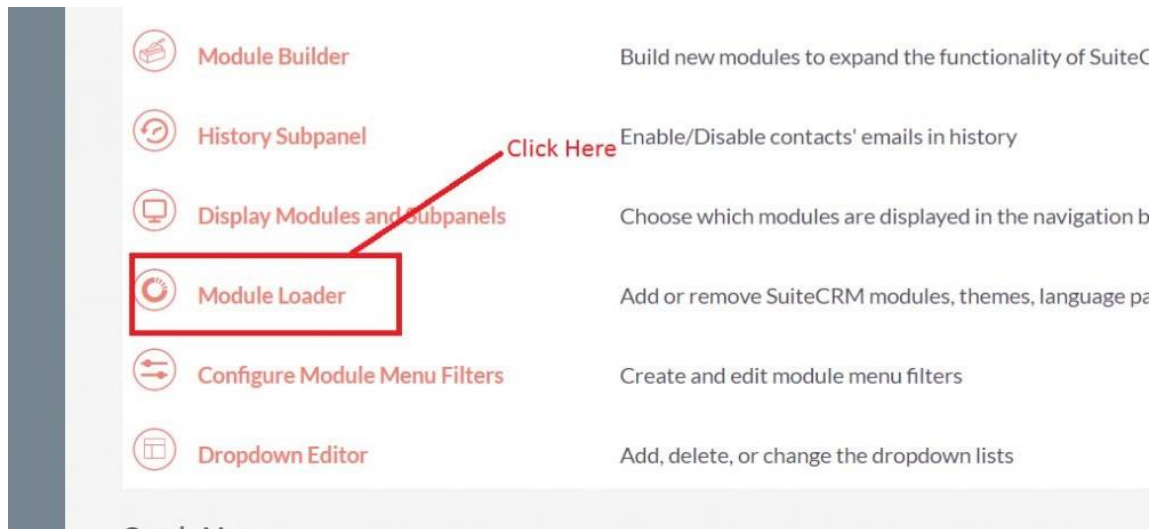 Module Builder Build new modules to expand the functionality of SuiteC
History Subpanel Enable/Disable contacts' emails in history
Click Here
Display Modules and Subpanels Choose which modules are displayed in the navigation b
Module Loader Add or remove SuiteCRM modules, themes, language pa
Configure Module Menu Filters Create and edit module menu filters
Dropdown Editor Add, delete, or change the dropdown lists